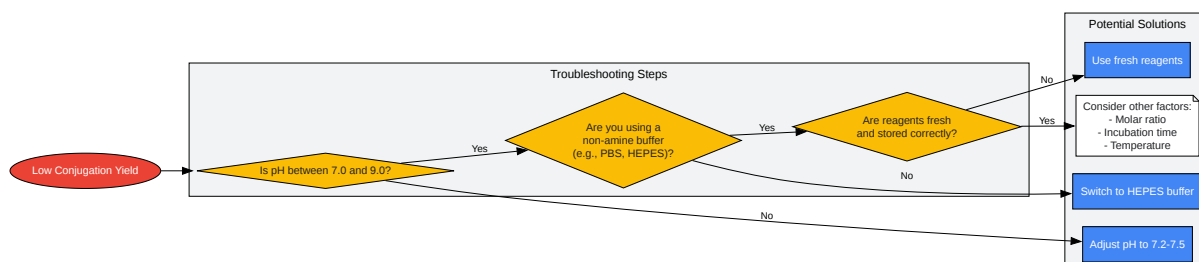 Potential Solutions
Use fresh reagents
Troubleshooting Steps
No
Consider other factors:
- Molar ratio
- Incubation time
- Temperature
Are you using a
non-amine buffer
(e.g., PBS, HEPES)?
Yes
Are reagents fresh
and stored correctly?
Yes
Low Conjugation Yield
Is pH between 7.0 and 9.0?
Yes
No
Switch to HEPES buffer
No
Adjust pH to 7.2-7.5